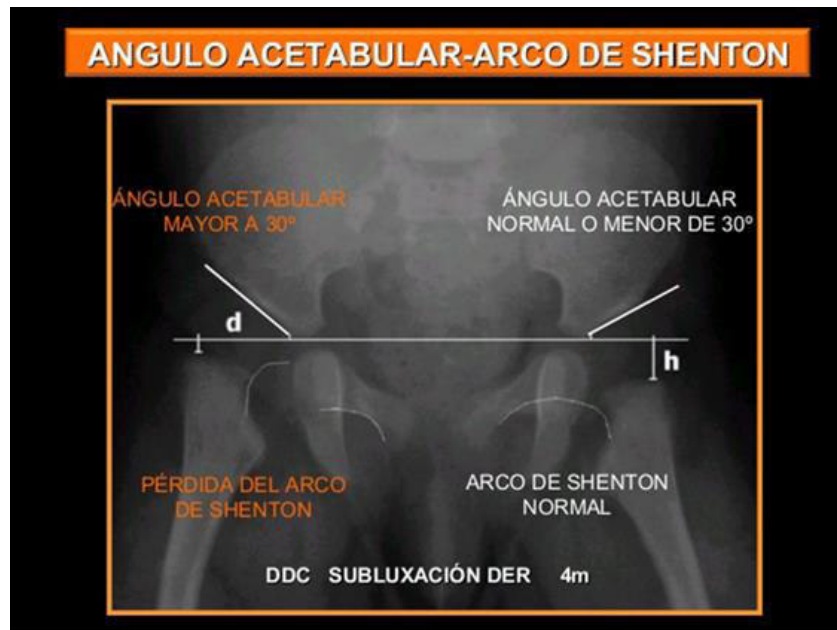 ANGULO ACETABULAR-ARCO DE SHENTON
ÁNGULO ACETABULAR
MAYOR A 30º
ÁNGULO ACETABULAR
NORMAL O MENOR DE 30º
d
h
PÉRDIDA DEL ARCO
DE SHENTON
ARCO DE SHENTON
NORMAL
DDC SUBLUXACIÓN DER 4m